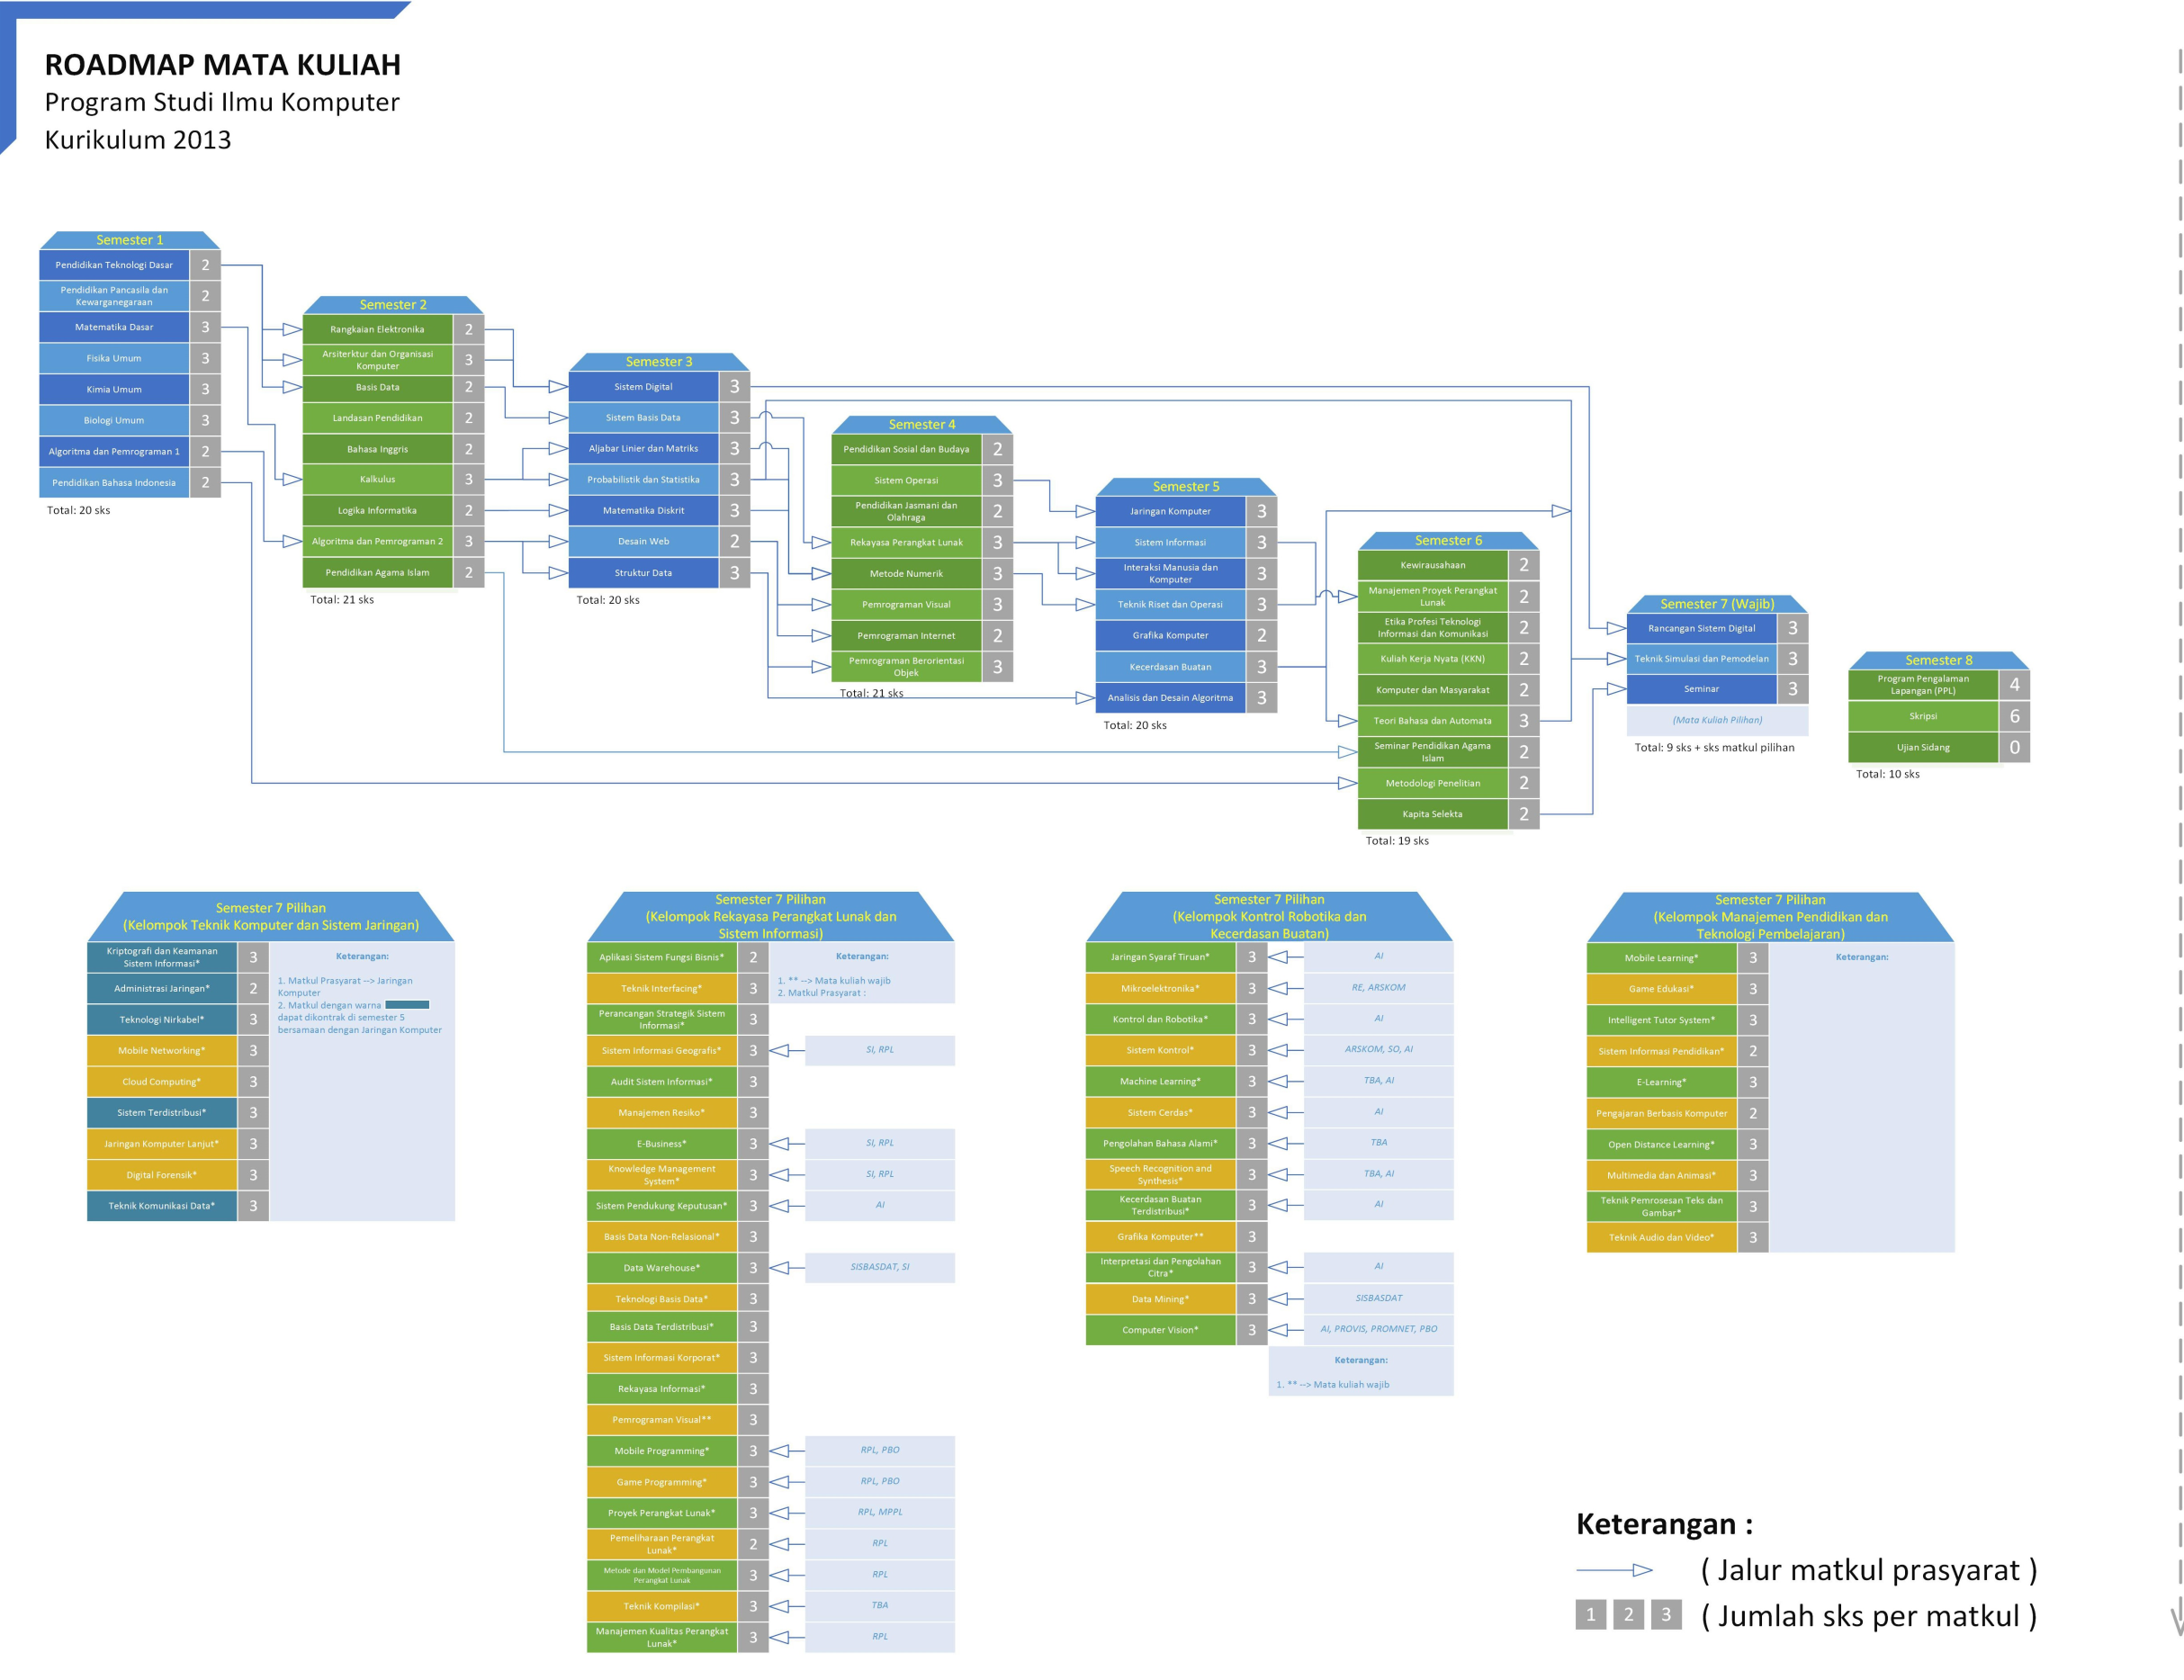 ROADMAP MATA KULIAH
Program Studi Ilmu Komputer
Kurikulum 2013
Semester 1
Pendidikan Teknologi Dasar 2
Pendidikan Pancasila dan
Kewarganegaraan 2
Matematika Dasar 3
Fisika Umum 3
Kimia Umum 3
Biologi Umum 3
Algoritma dan Pemrograman 1 2
Pendidikan Bahasa Indonesia 2
Total: 20 sks
Semester 2
Rangkaian Elektronika 2
Arsiterktur dan Organisasi
Komputer 3
Basis Data 2
Landasan Pendidikan 2
Bahasa Inggris 2
Kalkulus 3
Logika Informatika 2
Algoritma dan Pemrograman 2 3
Pendidikan Agama Islam 2
Total: 21 sks
Semester 3
Sistem Digital 3
Sistem Basis Data 3
Aljabar Linier dan Matriks 3
Probabilistik dan Statistika 3
Matematika Diskrit 3
Desain Web 2
Struktur Data 3
Total: 20 sks
Semester 4
Pendidikan Sosial dan Budaya 2
Sistem Operasi 3
Pendidikan Jasmani dan
Olahraga 2
Rekayasa Perangkat Lunak 3
Metode Numerik 3
Pemrograman Visual 3
Pemrograman Internet 2
Pemrograman Berorientasi
Objek 3
Total: 21 sks
Semester 5
Jaringan Komputer 3
Sistem Informasi 3
Interaksi Manusia dan
Komputer 3
Teknik Riset dan Operasi 3
Grafika Komputer 2
Kecerdasan Buatan 3
Analisis dan Desain Algoritma 3
Total: 20 sks
Semester 6
Kewirausahaan 2
Manajemen Proyek Perangkat
Lunak 2
Etika Profesi Teknologi
Informasi dan Komunikasi 2
Kuliah Kerja Nyata (KKN) 2
Komputer dan Masyarakat 2
Teori Bahasa dan Automata 3
Seminar Pendidikan Agama
Islam 2
Metodologi Penelitian 2
Kapita Selekta 2
Total: 19 sks
Semester 7 (Wajib)
Rancangan Sistem Digital 3
Teknik Simulasi dan Pemodelan 3
Seminar 3
(Mata Kuliah Pilihan)
Total: 9 sks + sks matkul pilihan
Semester 8
Program Pengalaman
Lapangan (PPL) 4
Skripsi 6
Ujian Sidang 0
Total: 10 sks
Semester 7 Pilihan
(Kelompok Teknik Komputer dan Sistem Jaringan)
Kriptografi dan Keamanan
Sistem Informasi* 3
Administrasi Jaringan* 2
Teknologi Nirkabel* 3
Mobile Networking* 3
Cloud Computing* 3
Sistem Terdistribusi* 3
Jaringan Komputer Lanjut* 3
Digital Forensik* 3
Teknik Komunikasi Data* 3
Keterangan:
1. Matkul Prasyarat --> Jaringan
Komputer
2. Matkul dengan warna
dapat dikontrak di semester 5
bersamaan dengan Jaringan Komputer
Semester 7 Pilihan
(Kelompok Rekayasa Perangkat Lunak dan
Sistem Informasi)
Aplikasi Sistem Fungsi Bisnis* 2
Teknik Interfacing* 3
Keterangan:
1. ** --> Mata kuliah wajib
2. Matkul Prasyarat :
Perancangan Strategik Sistem
Informasi* 3
Sistem Informasi Geografis* 3 SI, RPL
Audit Sistem Informasi* 3
Manajemen Resiko* 3
E-Business* 3 SI, RPL
Knowledge Management
System* 3 SI, RPL
Sistem Pendukung Keputusan* 3 AI
Basis Data Non-Relasional* 3
Data Warehouse* 3 SISBASDAT, SI
Teknologi Basis Data* 3
Basis Data Terdistribusi* 3
Sistem Informasi Korporat* 3
Rekayasa Informasi* 3
Pemrograman Visual** 3
Mobile Programming* 3 RPL, PBO
Game Programming* 3 RPL, PBO
Proyek Perangkat Lunak* 3 RPL, MPPL
Pemeliharaan Perangkat
Lunak* 2 RPL
Metode dan Model Pembangunan
Perangkat Lunak 3 RPL
Teknik Kompilasi* 3 TBA
Manajemen Kualitas Perangkat
Lunak* 3 RPL
Semester 7 Pilihan
(Kelompok Kontrol Robotika dan
Kecerdasan Buatan)
Jaringan Syaraf Tiruan* 3 AI
Mikroelektronika* 3 RE, ARSKOM
Kontrol dan Robotika* 3 AI
Sistem Kontrol* 3 ARSKOM, SO, AI
Machine Learning* 3 TBA, AI
Sistem Cerdas* 3 AI
Pengolahan Bahasa Alami* 3 TBA
Speech Recognition and
Synthesis* 3 TBA, AI
Kecerdasan Buatan
Terdistribusi* 3 AI
Grafika Komputer** 3
Interpretasi dan Pengolahan
Citra* 3 AI
Data Mining* 3 SISBASDAT
Computer Vision* 3 AI, PROVIS, PROMNET, PBO
Keterangan:
1. ** --> Mata kuliah wajib
Semester 7 Pilihan
(Kelompok Manajemen Pendidikan dan
Teknologi Pembelajaran)
Mobile Learning* 3
Game Edukasi* 3
Intelligent Tutor System* 3
Sistem Informasi Pendidikan* 2
E-Learning* 3
Pengajaran Berbasis Komputer 2
Open Distance Learning* 3
Multimedia dan Animasi* 3
Teknik Pemrosesan Teks dan
Gambar* 3
Teknik Audio dan Video* 3
Keterangan:
Keterangan :
( Jalur matkul prasyarat )
1 2 3 ( Jumlah sks per matkul )